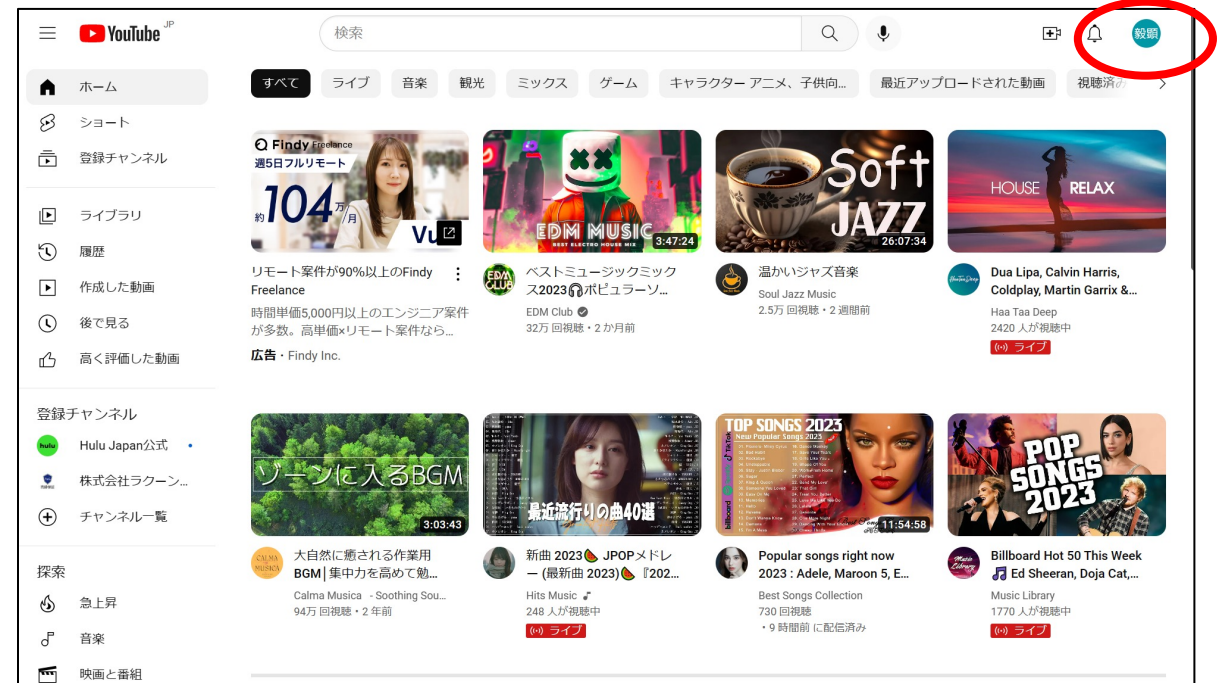 YouTube JP
検索
毅顕
ホーム
ショート
登録チャンネル
ライブラリ
履歴
作成した動画
後で見る
高く評価した動画
登録チャンネル
hulu
Hulu Japan公式
株式会社ラクーン...
チャンネル一覧
探索
急上昇
音楽
映画と番組
すべて
ライブ
音楽
観光
ミックス
ゲーム
キャラクター アニメ、子供向...
最近アップロードされた動画
視聴済み
Findy Freelance
週5日フルリモート
約104万/月
リモート案件が90%以上のFindy
Freelance
時間単価5,000円以上のエンジニア案件
が多数。高単価×リモート案件なら...
広告・Findy Inc.
EDM MUSIC
BEST ELECTRO HOUSE MIX
3:47:24
EDM
CLUB
ベストミュージックミック
ス2023🎧ポピュラーソ...
EDM Club
32万 回視聴・2 か月前
Soft
JAZZ
26:07:34
温かいジャズ音楽
Soul Jazz Music
2.5万 回視聴・2 週間前
HOUSE RELAX
Haa Taa Deep
Dua Lipa, Calvin Harris,
Coldplay, Martin Garrix &...
Haa Taa Deep
2420 人が視聴中
ライブ
ゾーンに入るBGM
3:03:43
CALMA
MUSICA
大自然に癒される作業用
BGM│集中力を高めて勉...
Calma Musica - Soothing Sou...
94万 回視聴・2 年前
最近流行りの曲40選
新曲 2023🍉 JPOPメドレ
ー (最新曲 2023)🍉『202...
Hits Music
248 人が視聴中
ライブ
TOP SONGS 2023
New Popular Songs 2023
Billboard
TikTok
11:54:58
Popular songs right now
2023 : Adele, Maroon 5, E...
Best Songs Collection
730 回視聴
・9 時間前 に配信済み
POP
SONGS
2023
Music
Library
Billboard Hot 50 This Week
🎵 Ed Sheeran, Doja Cat,...
Music Library
1770 人が視聴中
ライブ